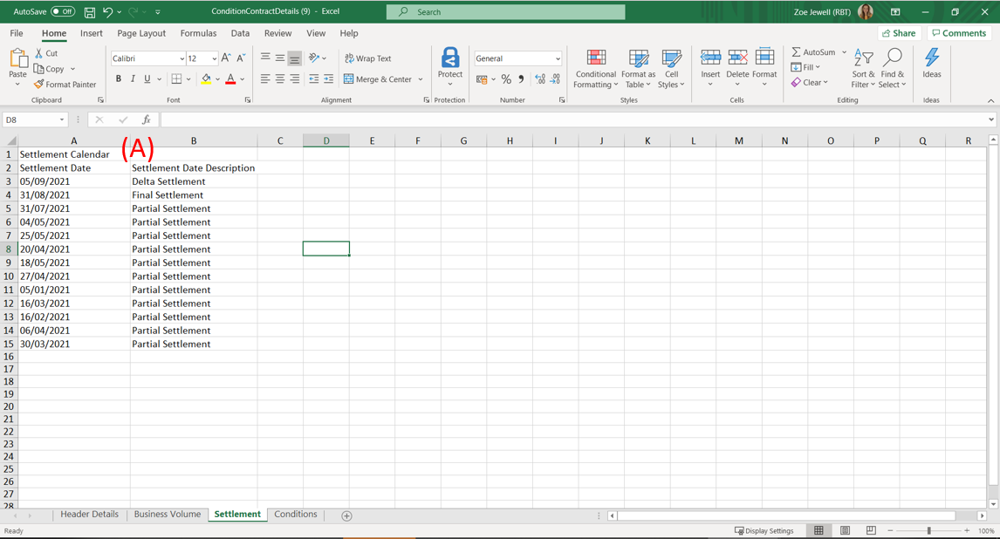 AutoSave Off ConditionContractDetails (9) - Excel Search Zoe Jewell (RBT)
File Home Insert Page Layout Formulas Data Review View Help Share Comments
Paste Cut Copy Format Painter
Calibri 12 A A B I U A
ab Wrap Text
Merge & Center
Protect
General
% 9
Conditional Formatting Format as Table Cell Styles
Insert Delete Format
AutoSum Fill Clear
Sort & Filter Find & Select
Ideas
Clipboard Font Alignment Protection Number Styles Cells Editing Ideas
D8 fx
A B C D E F G H I J K L M N O P Q R
(A)
1 Settlement Calendar
2 Settlement Date Settlement Date Description
3 05/09/2021 Delta Settlement
4 31/08/2021 Final Settlement
5 31/07/2021 Partial Settlement
6 04/05/2021 Partial Settlement
7 25/05/2021 Partial Settlement
8 20/04/2021 Partial Settlement
9 18/05/2021 Partial Settlement
10 27/04/2021 Partial Settlement
11 05/01/2021 Partial Settlement
12 16/03/2021 Partial Settlement
13 16/02/2021 Partial Settlement
14 06/04/2021 Partial Settlement
15 30/03/2021 Partial Settlement
16
17
18
19
20
21
22
23
24
25
26
27
28
Header Details Business Volume Settlement Conditions
Ready Display Settings 100%